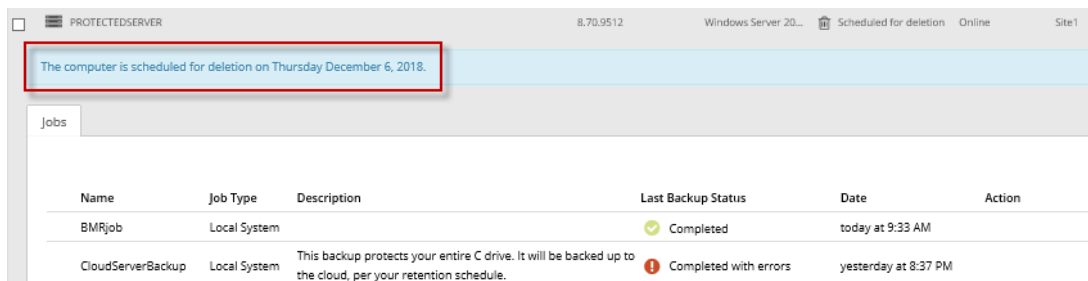 PROTECTEDSERVER 8.70.9512 Windows Server 20... Scheduled for deletion Online Site1
The computer is scheduled for deletion on Thursday December 6, 2018.
Jobs
Name Job Type Description Last Backup Status Date Action
BMRjob Local System Completed today at 9:33 AM
CloudServerBackup Local System This backup protects your entire C drive. It will be backed up to Completed with errors yesterday at 8:37 PM
the cloud, per your retention schedule.